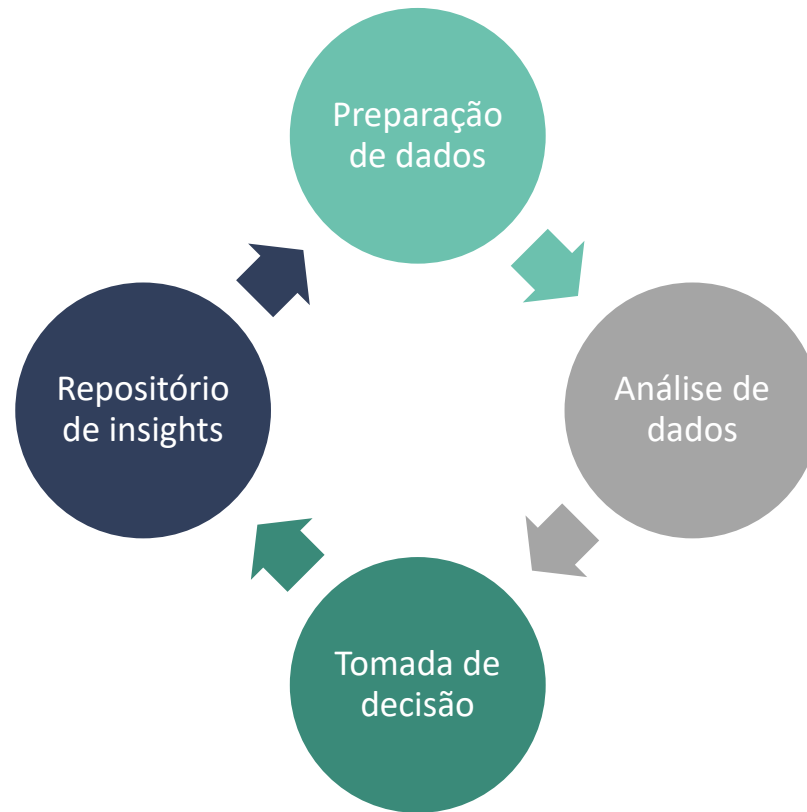 Preparação
de dados
Análise de
dados
Tomada de
decisão
Repositório
de insights